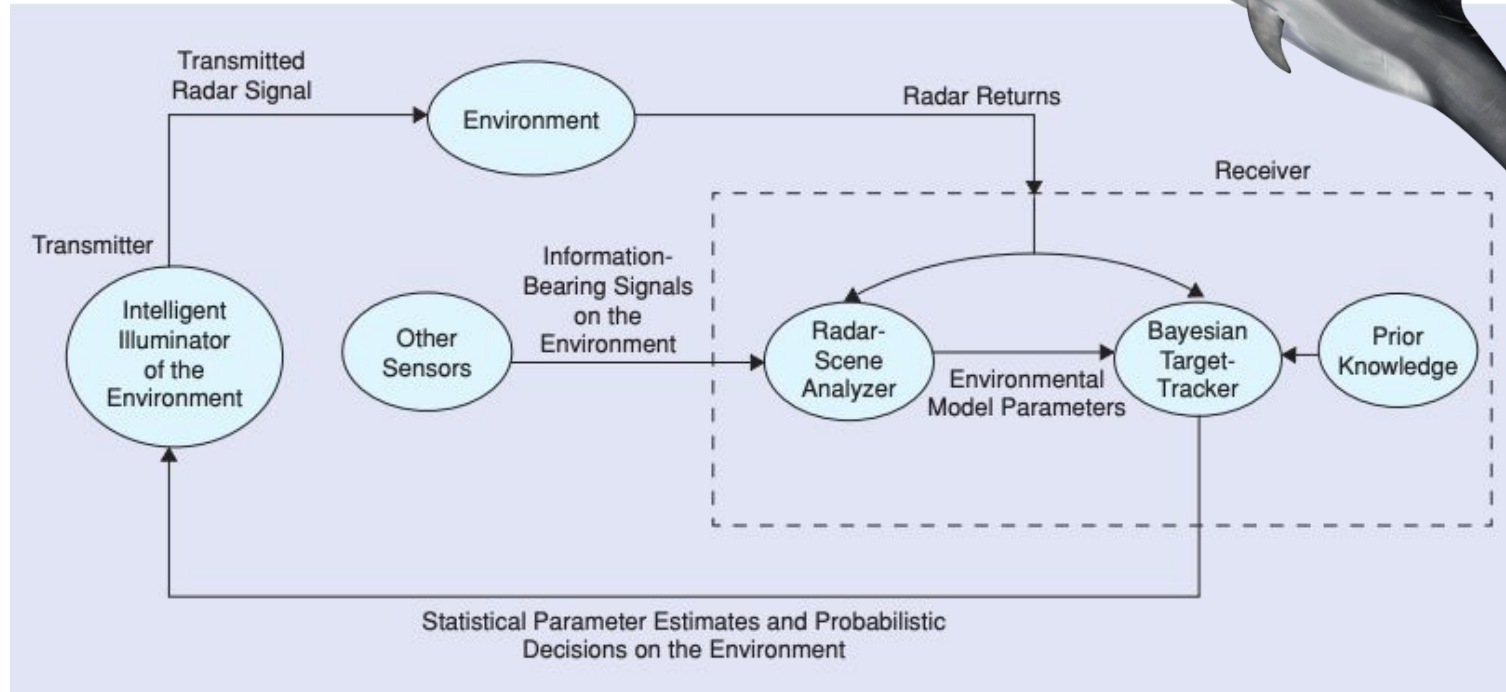 Transmitted
Radar Signal
Environment
Radar Returns
Receiver
Transmitter
Intelligent
Illuminator
of the
Environment
Other
Sensors
Information-
Bearing Signals
on the
Environment
Radar-
Scene
Analyzer
Environmental
Model Parameters
Bayesian
Target-
Tracker
Prior
Knowledge
Statistical Parameter Estimates and Probabilistic
Decisions on the Environment